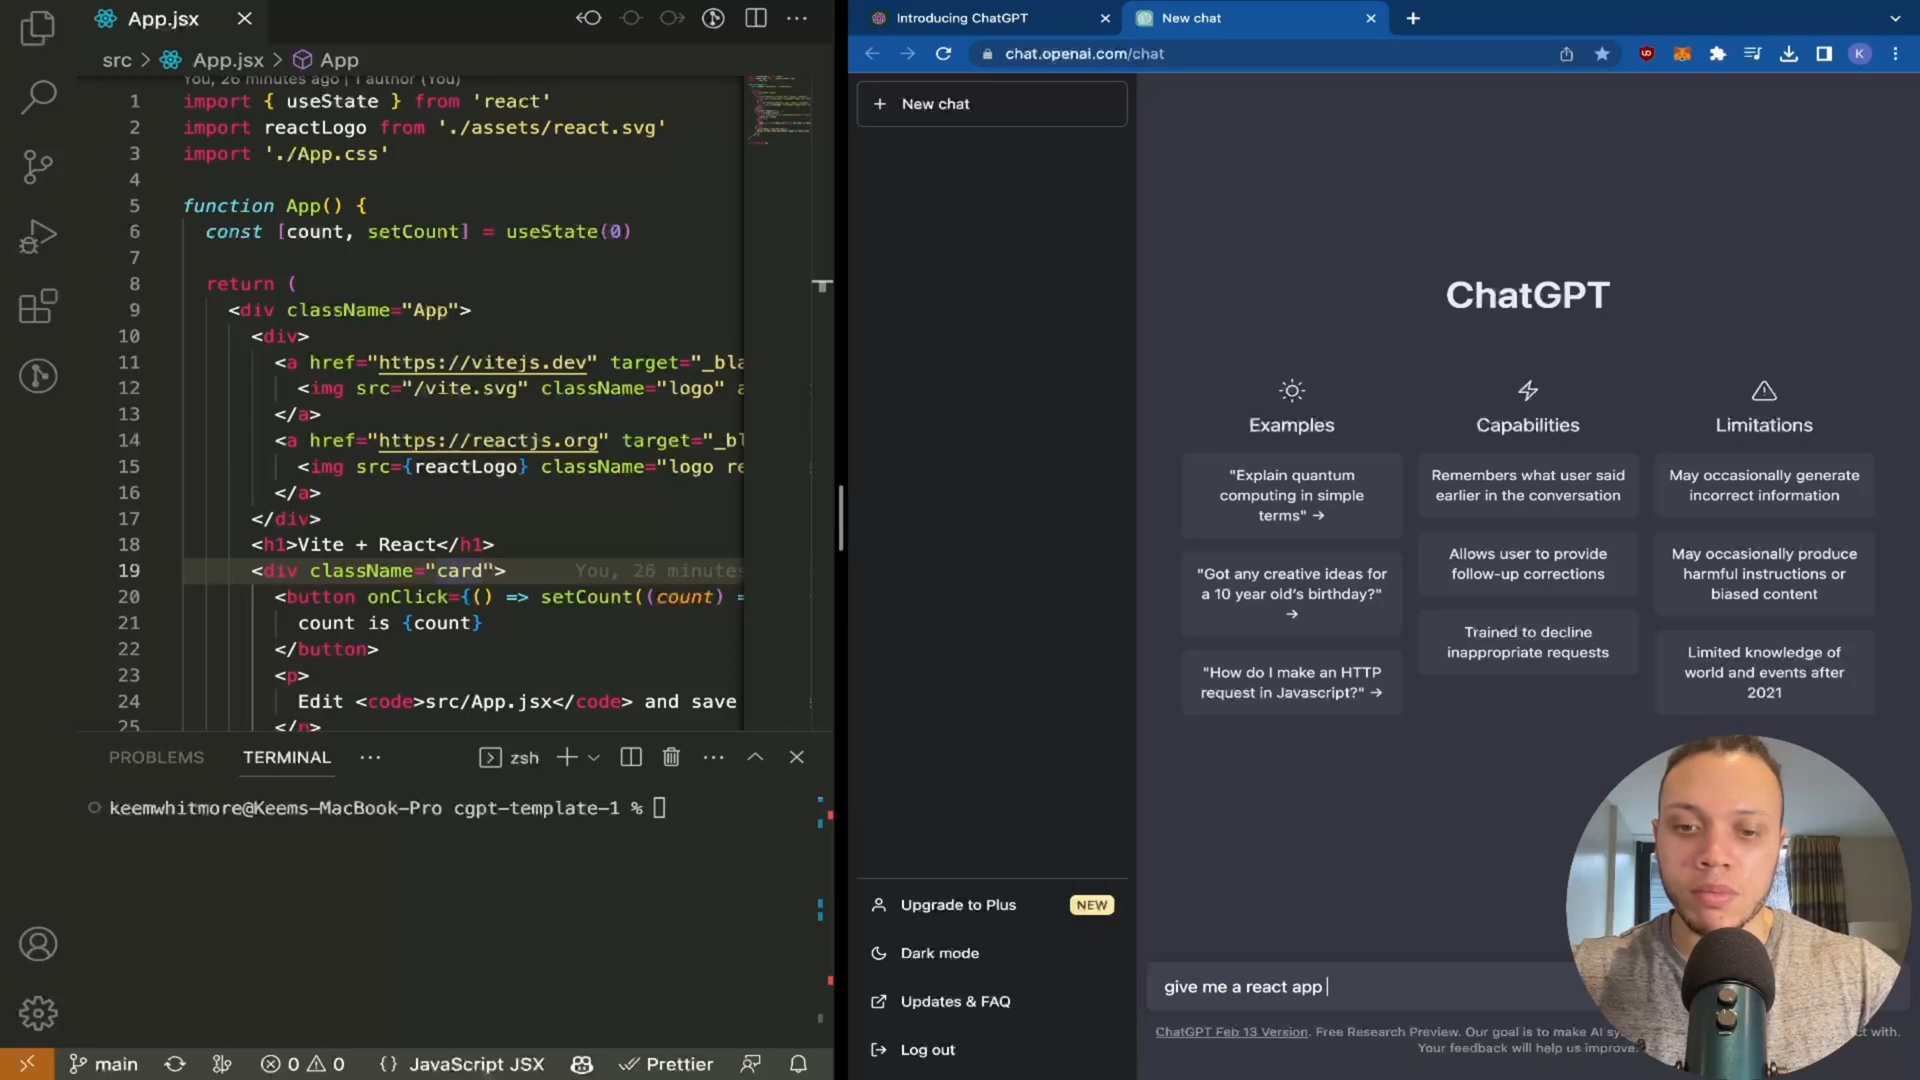 App.jsx
src > App.jsx > App
You, 26 minutes ago | 1 author (You)
1 import { useState } from 'react'
2 import reactLogo from './assets/react.svg'
3 import './App.css'
4
5 function App() {
6 const [count, setCount] = useState(0)
7
8 return (
9 <div className="App">
10 <div>
11 <a href="https://vitejs.dev" target="_bla
12 <img src="/vite.svg" className="logo" a
13 </a>
14 <a href="https://reactjs.org" target="_bl
15 <img src={reactLogo} className="logo re
16 </a>
17 </div>
18 <h1>Vite + React</h1>
19 <div className="card"> You, 26 minutes
20 <button onClick={() => setCount((count) =
21 count is {count}
22 </button>
23 <p>
24 Edit <code>src/App.jsx</code> and save
25 </p>
PROBLEMS TERMINAL ... zsh
keemwhitmore@Keems-MacBook-Pro cgpt-template-1 %
main 0 0 {} JavaScript JSX Prettier
Introducing ChatGPT
New chat
chat.openai.com/chat
K
+ New chat
ChatGPT
Examples
"Explain quantum
computing in simple
terms" →
"Got any creative ideas for
a 10 year old's birthday?"
→
"How do I make an HTTP
request in Javascript?" →
Capabilities
Remembers what user said
earlier in the conversation
Allows user to provide
follow-up corrections
Trained to decline
inappropriate requests
Limitations
May occasionally generate
incorrect information
May occasionally produce
harmful instructions or
biased content
Limited knowledge of
world and events after
2021
Upgrade to Plus NEW
Dark mode
Updates & FAQ
Log out
give me a react app
ChatGPT Feb 13 Version. Free Research Preview. Our goal is to make AI sy
t with.
Your feedback will help us improve.